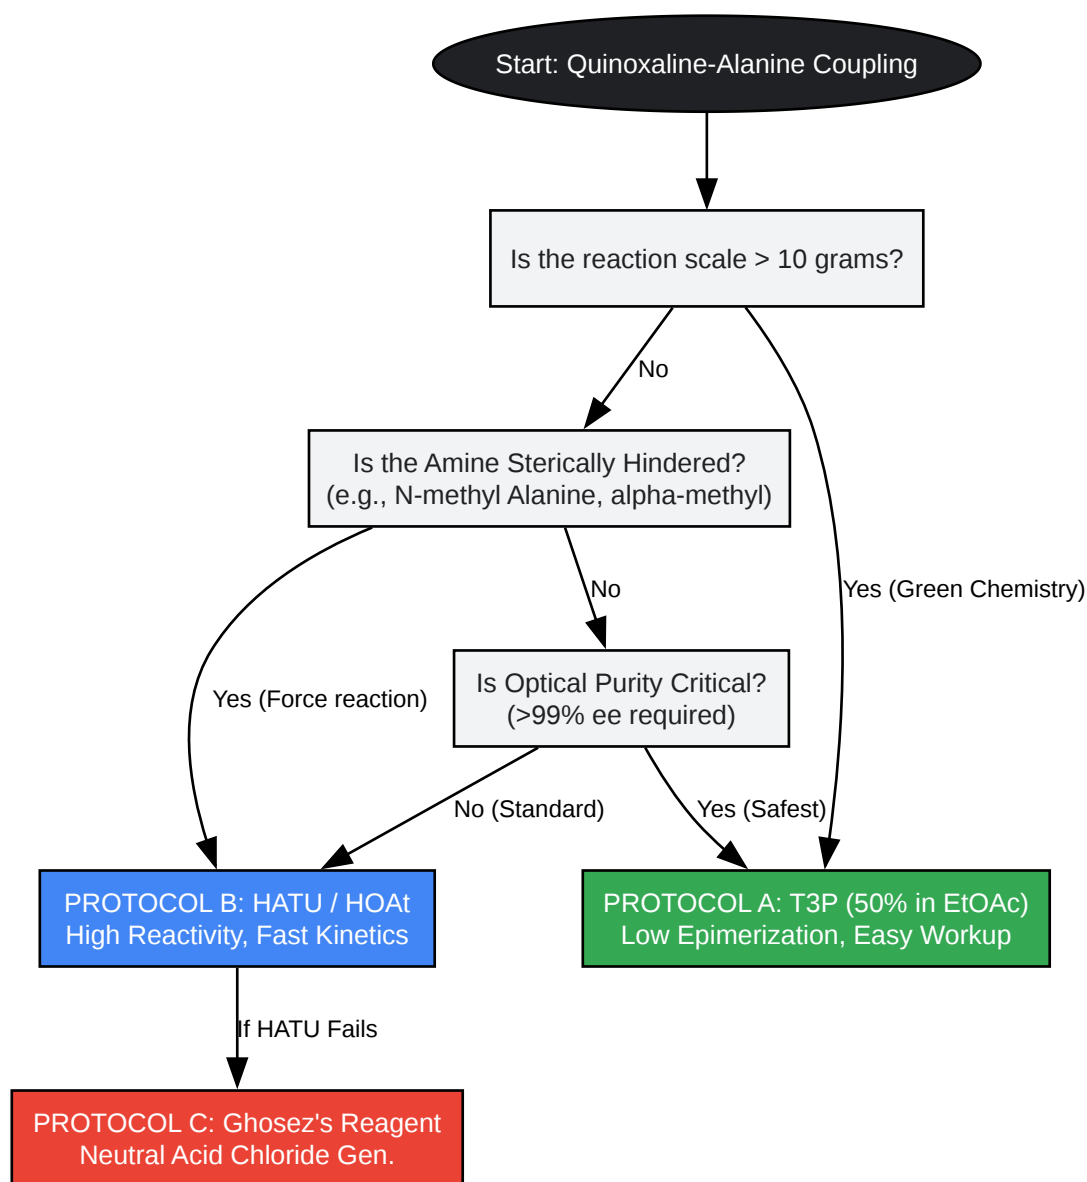 Start: Quinoxaline-Alanine Coupling
Is the reaction scale > 10 grams?
No
Is the Amine Sterically Hindered?
(e.g., N-methyl Alanine, alpha-methyl)
No
Yes (Green Chemistry)
Is Optical Purity Critical?
(>99% ee required)
Yes (Force reaction)
No (Standard)
Yes (Safest)
PROTOCOL B: HATU / HOAt
High Reactivity, Fast Kinetics
PROTOCOL A: T3P (50% in EtOAc)
Low Epimerization, Easy Workup
If HATU Fails
PROTOCOL C: Ghosez's Reagent
Neutral Acid Chloride Gen.